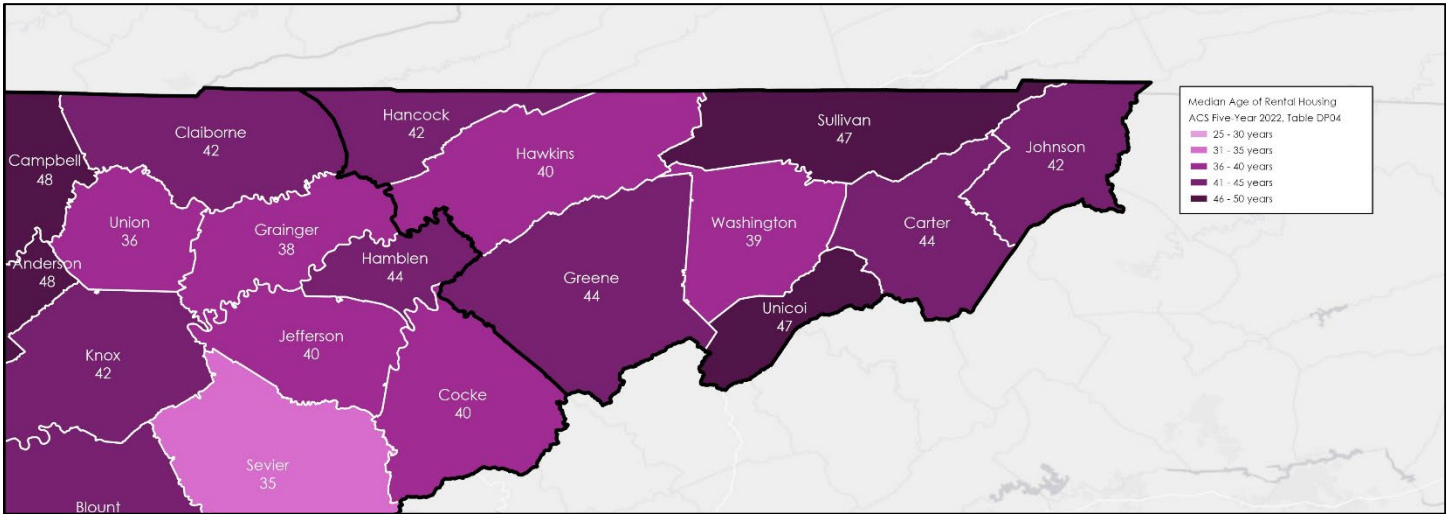 Median Age of Rental Housing
ACS Five-Year 2022, Table DP04
25 - 30 years
31 - 35 years
36 - 40 years
41 - 45 years
46 - 50 years
Hancock
42
Sullivan
47
Claiborne
42
Johnson
42
Hawkins
40
Campbell
48
Union
36
Grainger
38
Washington
39
Carter
44
Anderson
48
Hamblen
44
Greene
44
Unicoi
47
Jefferson
40
Knox
42
Cocke
40
Sevier
35
Blount